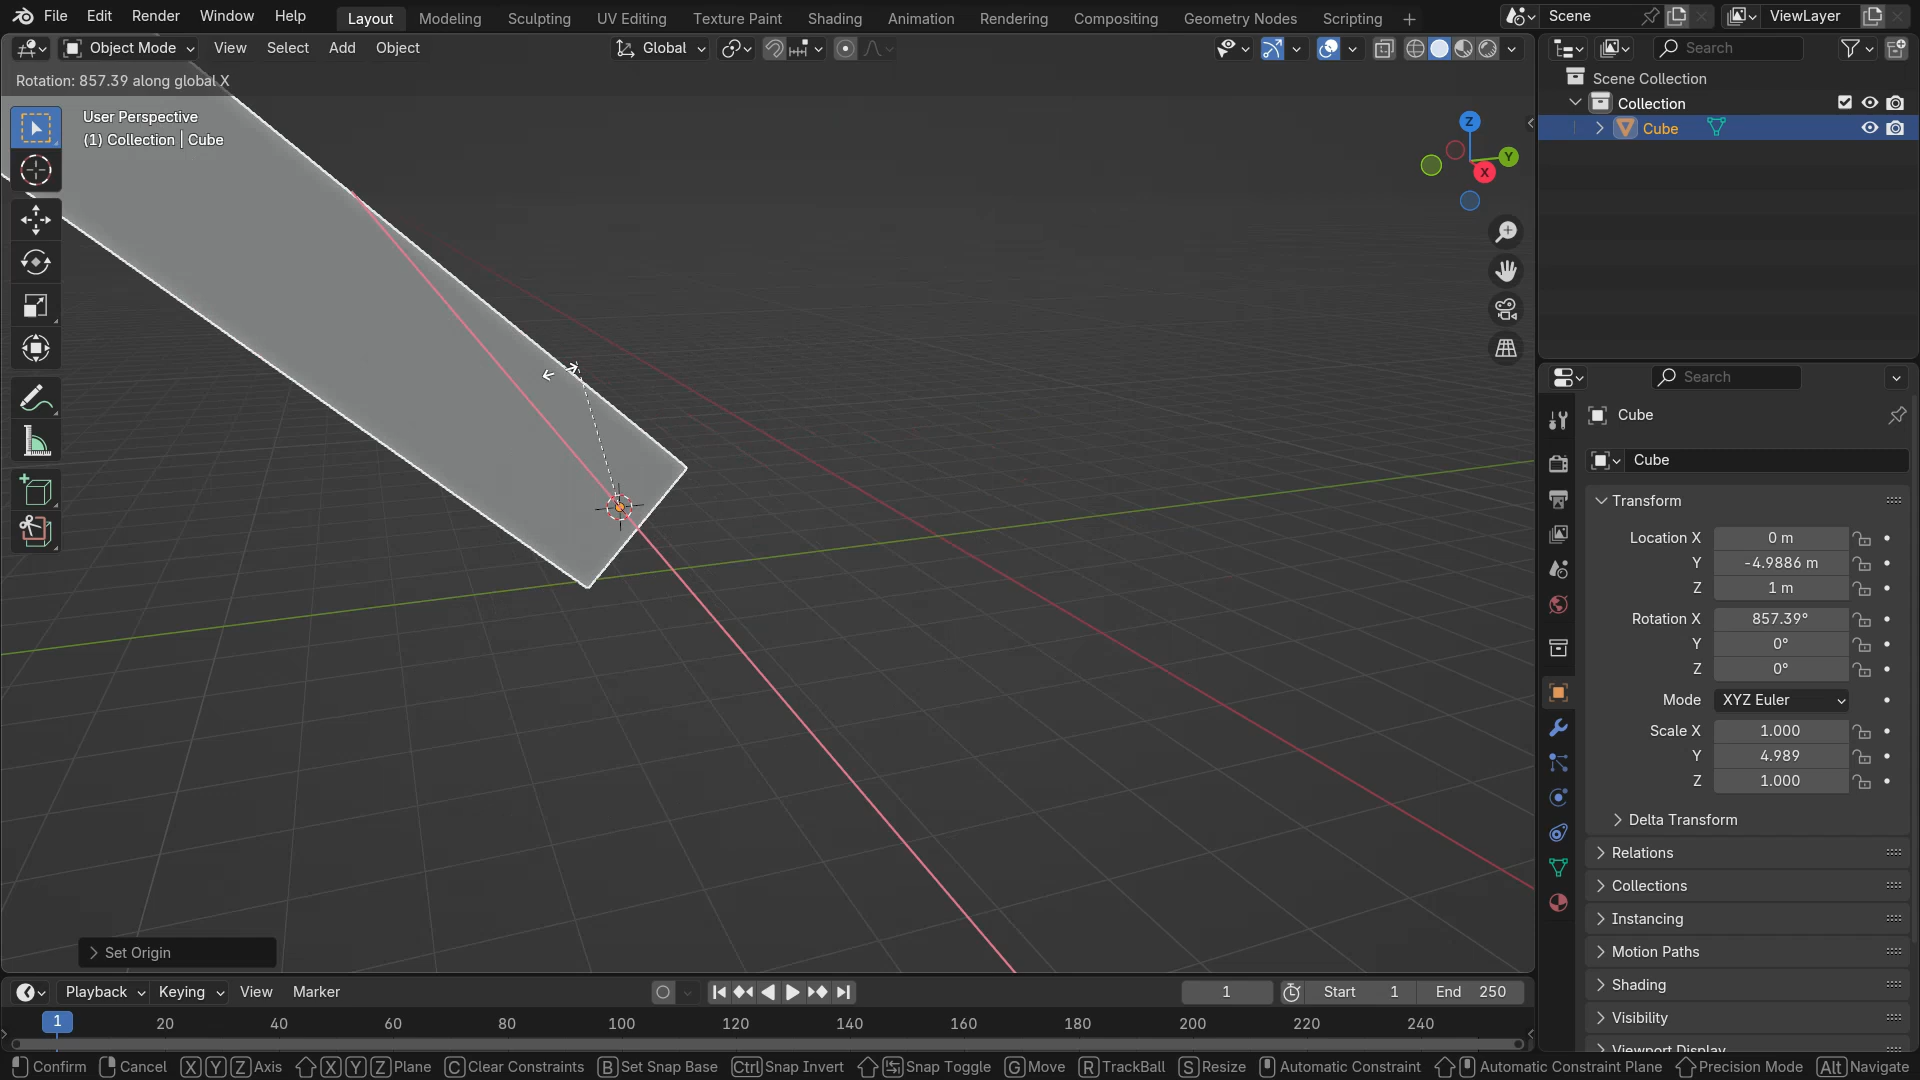 File Edit Render Window Help Layout Modeling Sculpting UV Editing Texture Paint Shading Animation Rendering Compositing Geometry Nodes Scripting Scene ViewLayer
Object Mode View Select Add Object Global Search
Rotation: 857.39 along global X
User Perspective
(1) Collection | Cube
Z
Y
X
Scene Collection
Collection
Cube
Search
Cube
Cube
Transform
Location X 0 m
Y -4.9886 m
Z 1 m
Rotation X 857.39°
Y 0°
Z 0°
Mode XYZ Euler
Scale X 1.000
Y 4.989
Z 1.000
Delta Transform
Relations
Collections
Instancing
Motion Paths
Shading
Visibility
Viewport Display
Set Origin
Playback Keying View Marker 1 Start 1 End 250
1 20 40 60 80 100 120 140 160 180 200 220 240
Confirm Cancel X Y Z Axis X Y Z Plane C Clear Constraints B Set Snap Base Ctrl Snap Invert Snap Toggle G Move R TrackBall S Resize Automatic Constraint Automatic Constraint Plane Precision Mode Alt Navigate